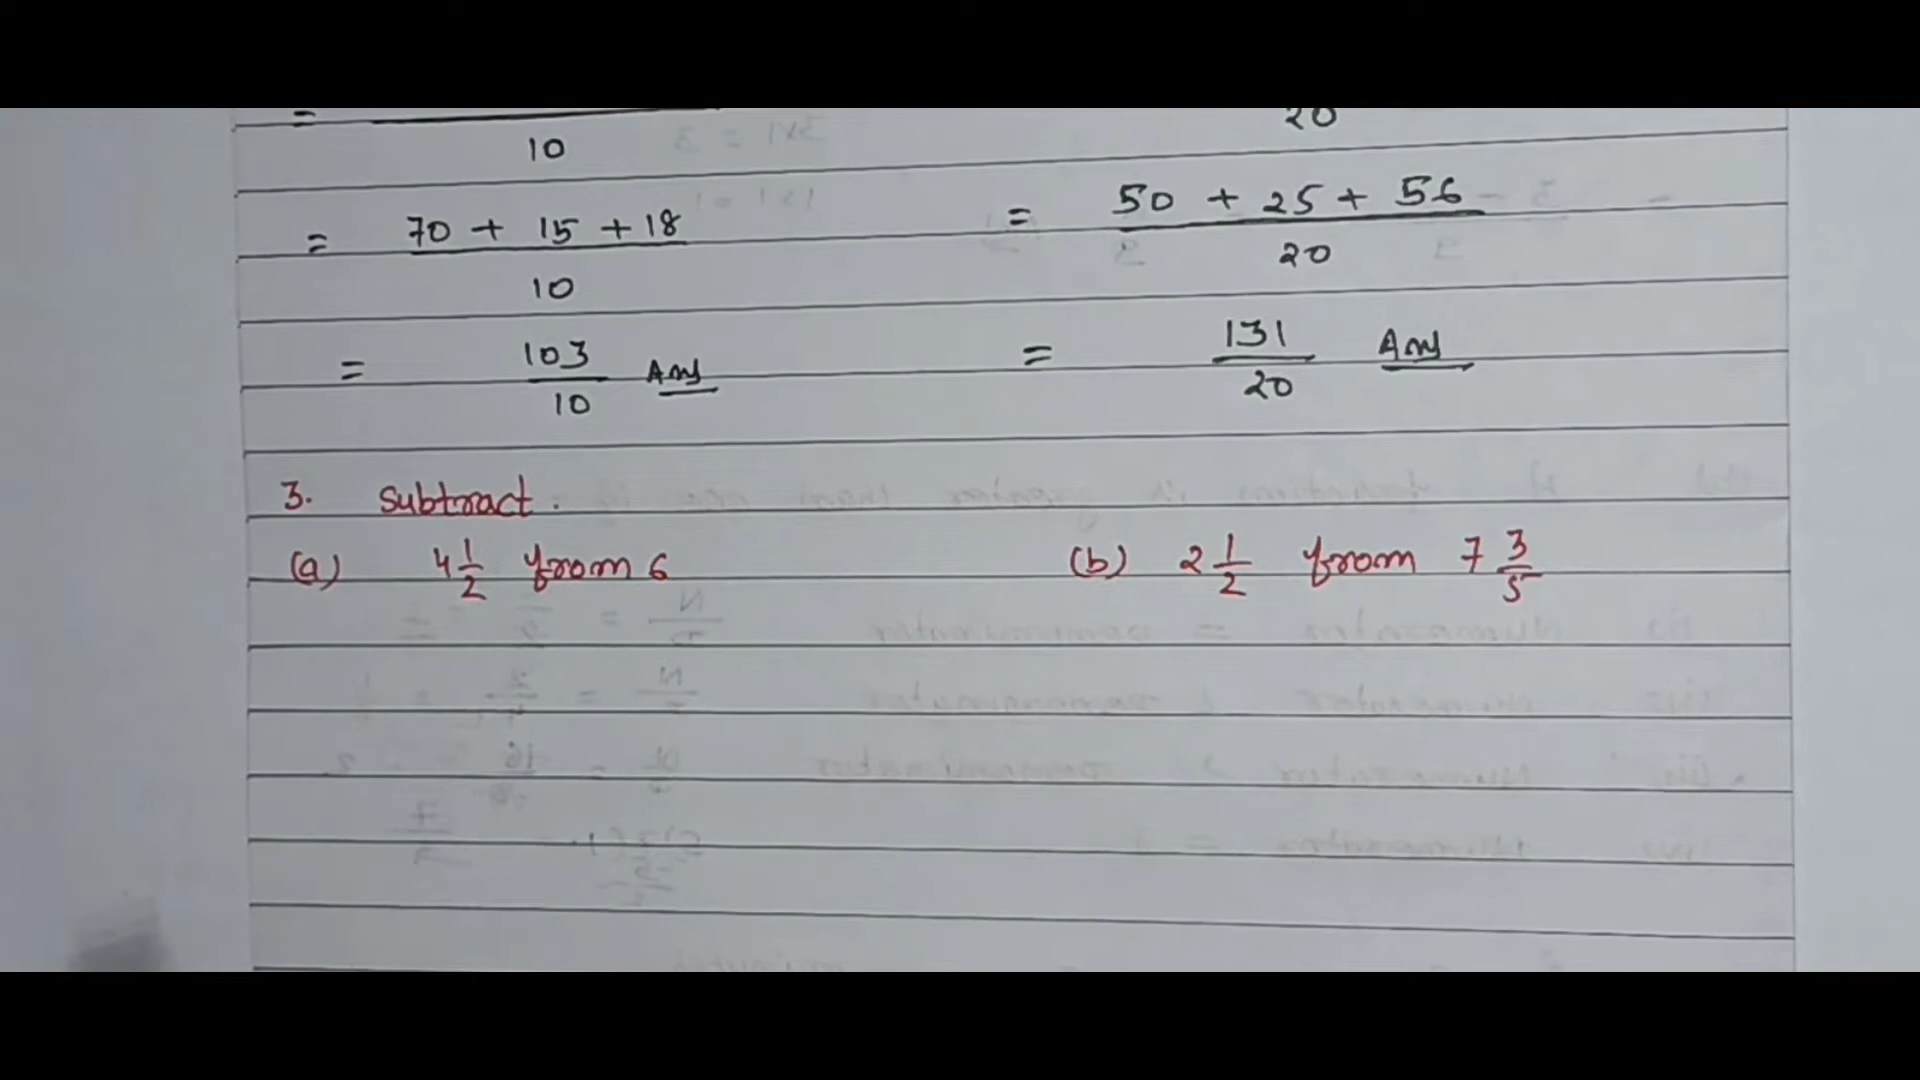 =
10
20
= 70 + 15 + 18
10
= 50 + 25 + 56
20
= 103 Ans
10
= 131 Ans
20
3. Subtract.
(a) 4 1/2 from 6
(b) 2 1/2 from 7 3/5